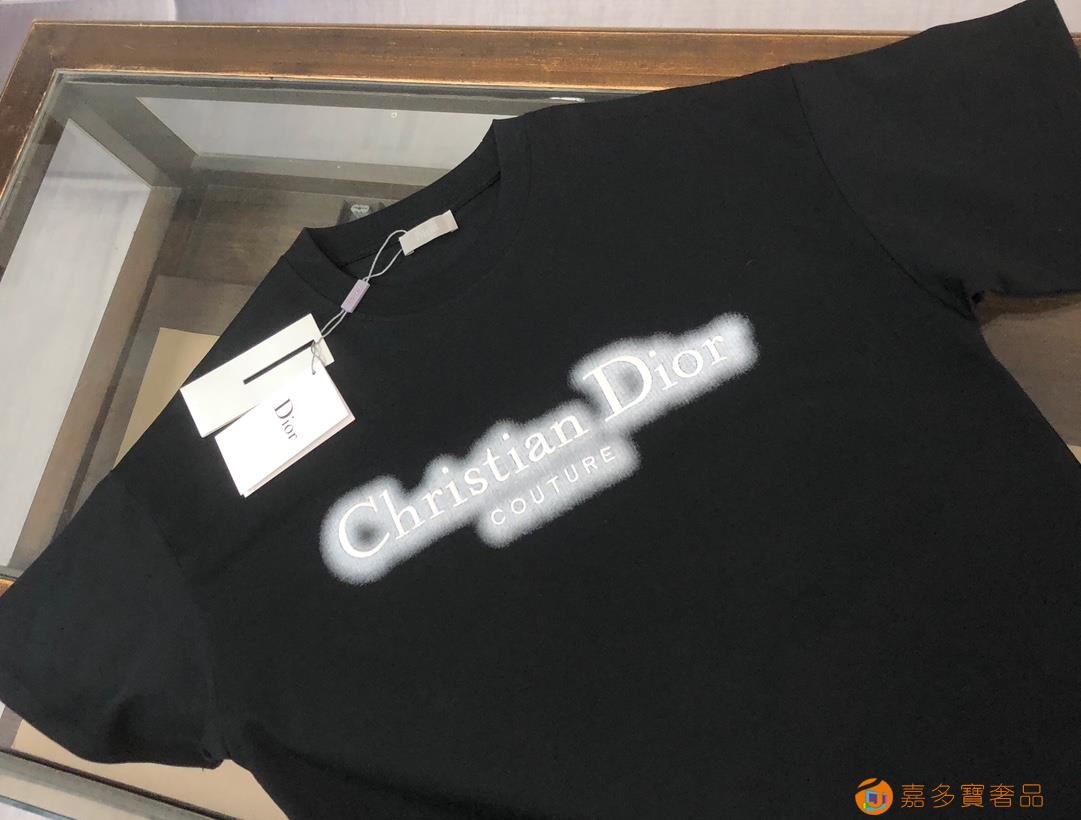 Dior
Christian Dior
COUTURE
嘉多寶奢品